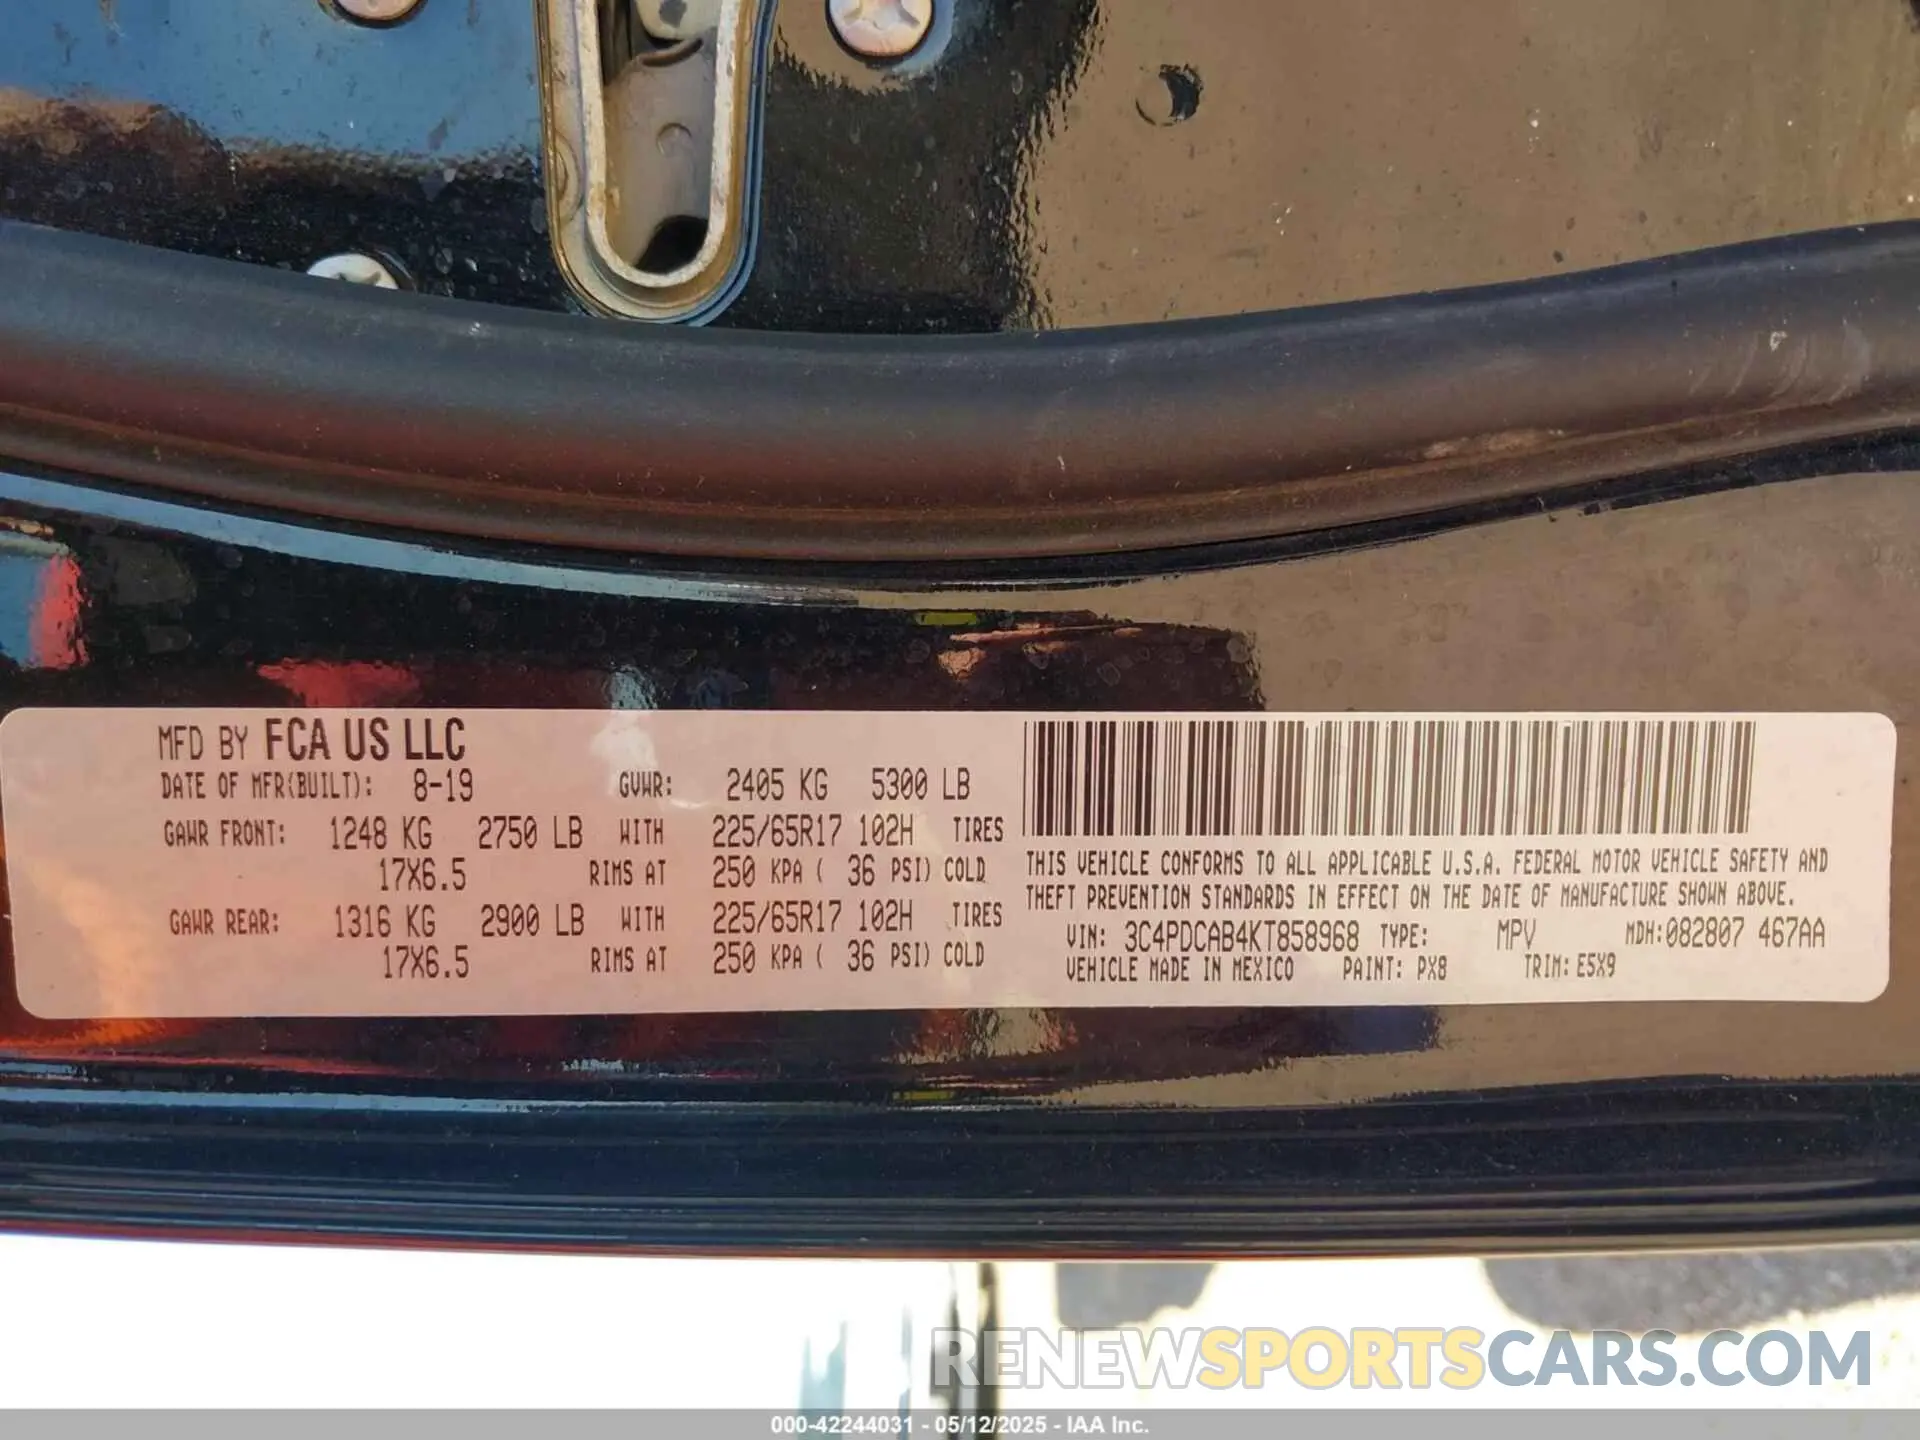 MFD BY FCA US LLC
DATE OF MFR(BUILT): 8-19 GVWR: 2405 KG 5300 LB
GAWR FRONT: 1248 KG 2750 LB WITH 225/65R17 102H TIRES
17X6.5 RIMS AT 250 KPA ( 36 PSI) COLD
GAWR REAR: 1316 KG 2900 LB WITH 225/65R17 102H TIRES
17X6.5 RIMS AT 250 KPA ( 36 PSI) COLD
THIS VEHICLE CONFORMS TO ALL APPLICABLE U.S.A. FEDERAL MOTOR VEHICLE SAFETY AND
THEFT PREVENTION STANDARDS IN EFFECT ON THE DATE OF MANUFACTURE SHOWN ABOVE.
VIN: 3C4PDCAB4KT858968 TYPE: MPV MDH:082807 467AA
VEHICLE MADE IN MEXICO PAINT: PX8 TRIM: E5X9
RENEWSPORTSCARS.COM
000-42244031 - 05/12/2025 - IAA Inc.